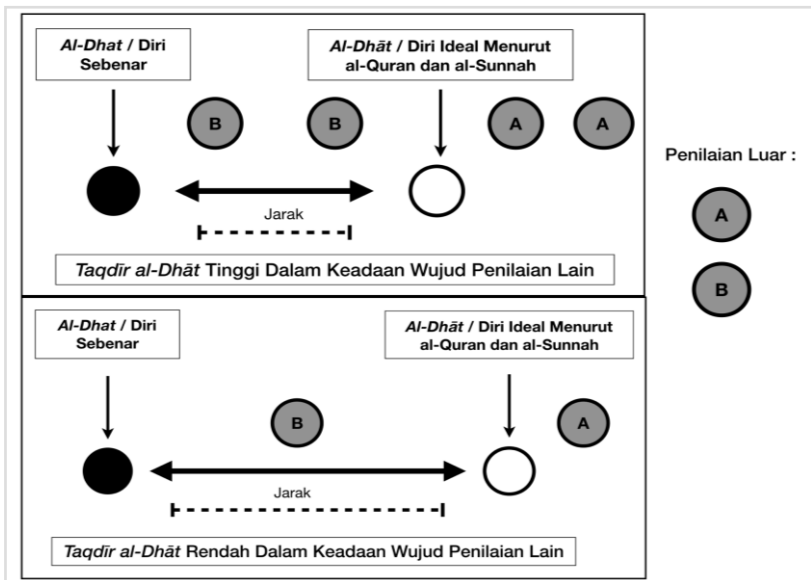 Al-Dhat / Diri
Sebenar
Al-Dhāt / Diri Ideal Menurut
al-Quran dan al-Sunnah
B
B
A
A
Jarak
Taqdīr al-Dhāt Tinggi Dalam Keadaan Wujud Penilaian Lain
Al-Dhat / Diri
Sebenar
Al-Dhāt / Diri Ideal Menurut
al-Quran dan al-Sunnah
B
A
Jarak
Taqdīr al-Dhāt Rendah Dalam Keadaan Wujud Penilaian Lain
Penilaian Luar :
A
B